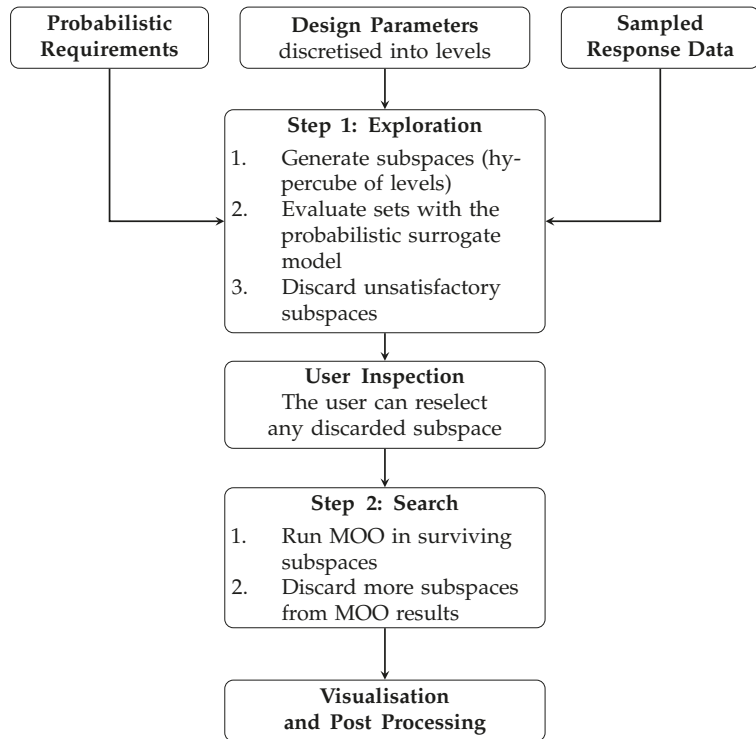 Probabilistic
Requirements
Design Parameters
discretised into levels
Sampled
Response Data
Step 1: Exploration
1. Generate subspaces (hy-
percube of levels)
2. Evaluate sets with the
probabilistic surrogate
model
3. Discard unsatisfactory
subspaces
User Inspection
The user can reselect
any discarded subspace
Step 2: Search
1. Run MOO in surviving
subspaces
2. Discard more subspaces
from MOO results
Visualisation
and Post Processing